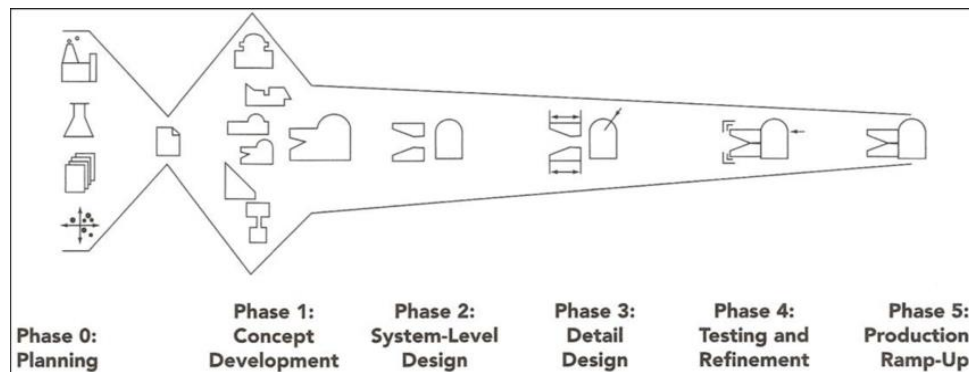 Phase 0:
Planning
Phase 1:
Concept
Development
Phase 2:
System-Level
Design
Phase 3:
Detail
Design
Phase 4:
Testing and
Refinement
Phase 5:
Production
Ramp-Up